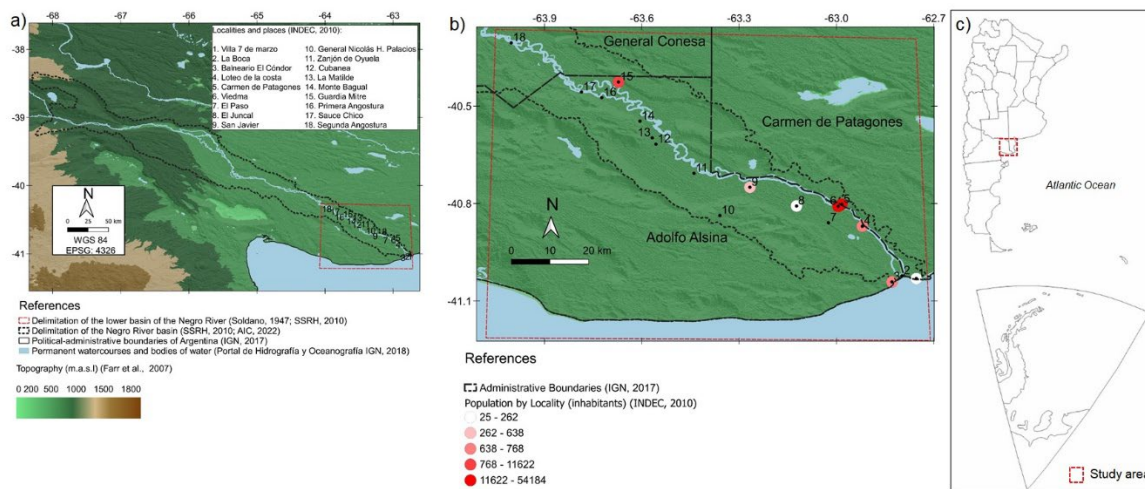 a)
-68 -67 -66 -65 -64 -63
-38
-39
-40
-41
Localities and places (INDEC, 2010):
1. Villa 7 de marzo
2. La Boca
3. Balneario El Cóndor
4. Loteo de la costa
5. Carmen de Patagones
6. Viedma
7. El Paso
8. El Juncal
9. San Javier
10. General Nicolás H. Palacios
11. Zanjón de Oyuela
12. Cubanea
13. La Matilde
14. Monte Bagual
15. Guardia Mitre
16. Primera Angostura
17. Sauce Chico
18. Segunda Angostura
N
0 25 50 km
WGS 84
EPSG: 4326
References
Delimitation of the lower basin of the Negro River (Soldano, 1947; SSRH, 2010)
Delimitation of the Negro River basin (SSRH, 2010; AIC, 2022)
Political-administrative boundaries of Argentina (IGN, 2017)
Permanent watercourses and bodies of water (Portal de Hidrografía y Oceanografía IGN, 2018)
Topography (m.a.s.l) (Farr et al., 2007)
0 200 500 1000 1500 1800
b)
-63.9 -63.6 -63.3 -63.0 -62.7
-40.5
-40.8
-41.1
18
General Conesa
15
17
16
14
Carmen de Patagones
13
12
11
9
8
6
5
10
7
4
N
Adolfo Alsina
0 10 20 km
3
2
1
References
Administrative Boundaries (IGN, 2017)
Population by Locality (inhabitants) (INDEC, 2010)
25 - 262
262 - 638
638 - 768
768 - 11622
11622 - 54184
c)
Atlantic Ocean
Study area